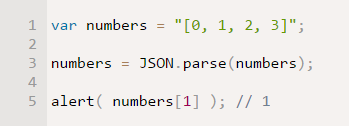 1 var numbers = "[0, 1, 2, 3]";
2
3 numbers = JSON.parse(numbers);
4
5 alert( numbers[1] ); // 1